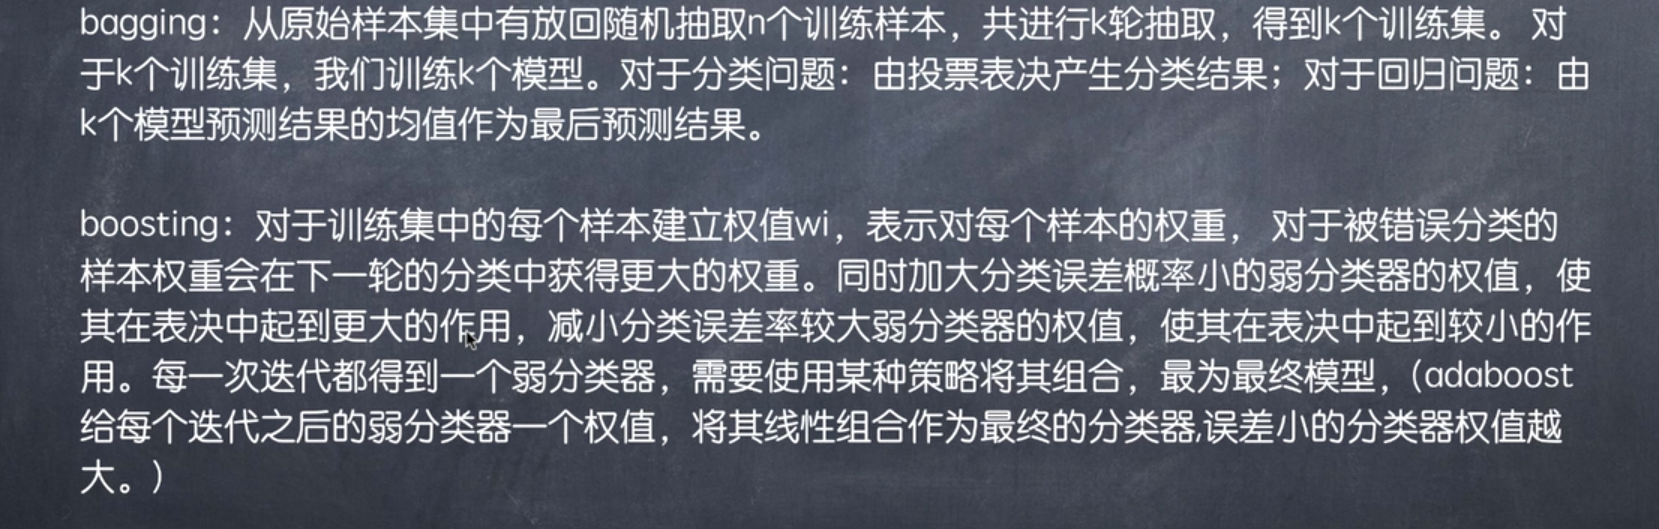 bagging：从原始样本集中有放回随机抽取n个训练样本，共进行k轮抽取，得到k个训练集。 对
于k个训练集，我们训练k个模型。对于分类问题：由投票表决产生分类结果；对于回归问题：由
k个模型预测结果的均值作为最后预测结果。
boosting：对于训练集中的每个样本建立权值wi，表示对每个样本的权重， 对于被错误分类的
样本权重会在下一轮的分类中获得更大的权重。同时加大分类误差概率小的弱分类器的权值，使
其在表决中起到更大的作用，减小分类误差率较大弱分类器的权值，使其在表决中起到较小的作
用。每一次迭代都得到一个弱分类器，需要使用某种策略将其组合，最为最终模型，（adaboost
给每个迭代之后的弱分类器一个权值，将其线性组合作为最终的分类器,误差小的分类器权值越
大。）